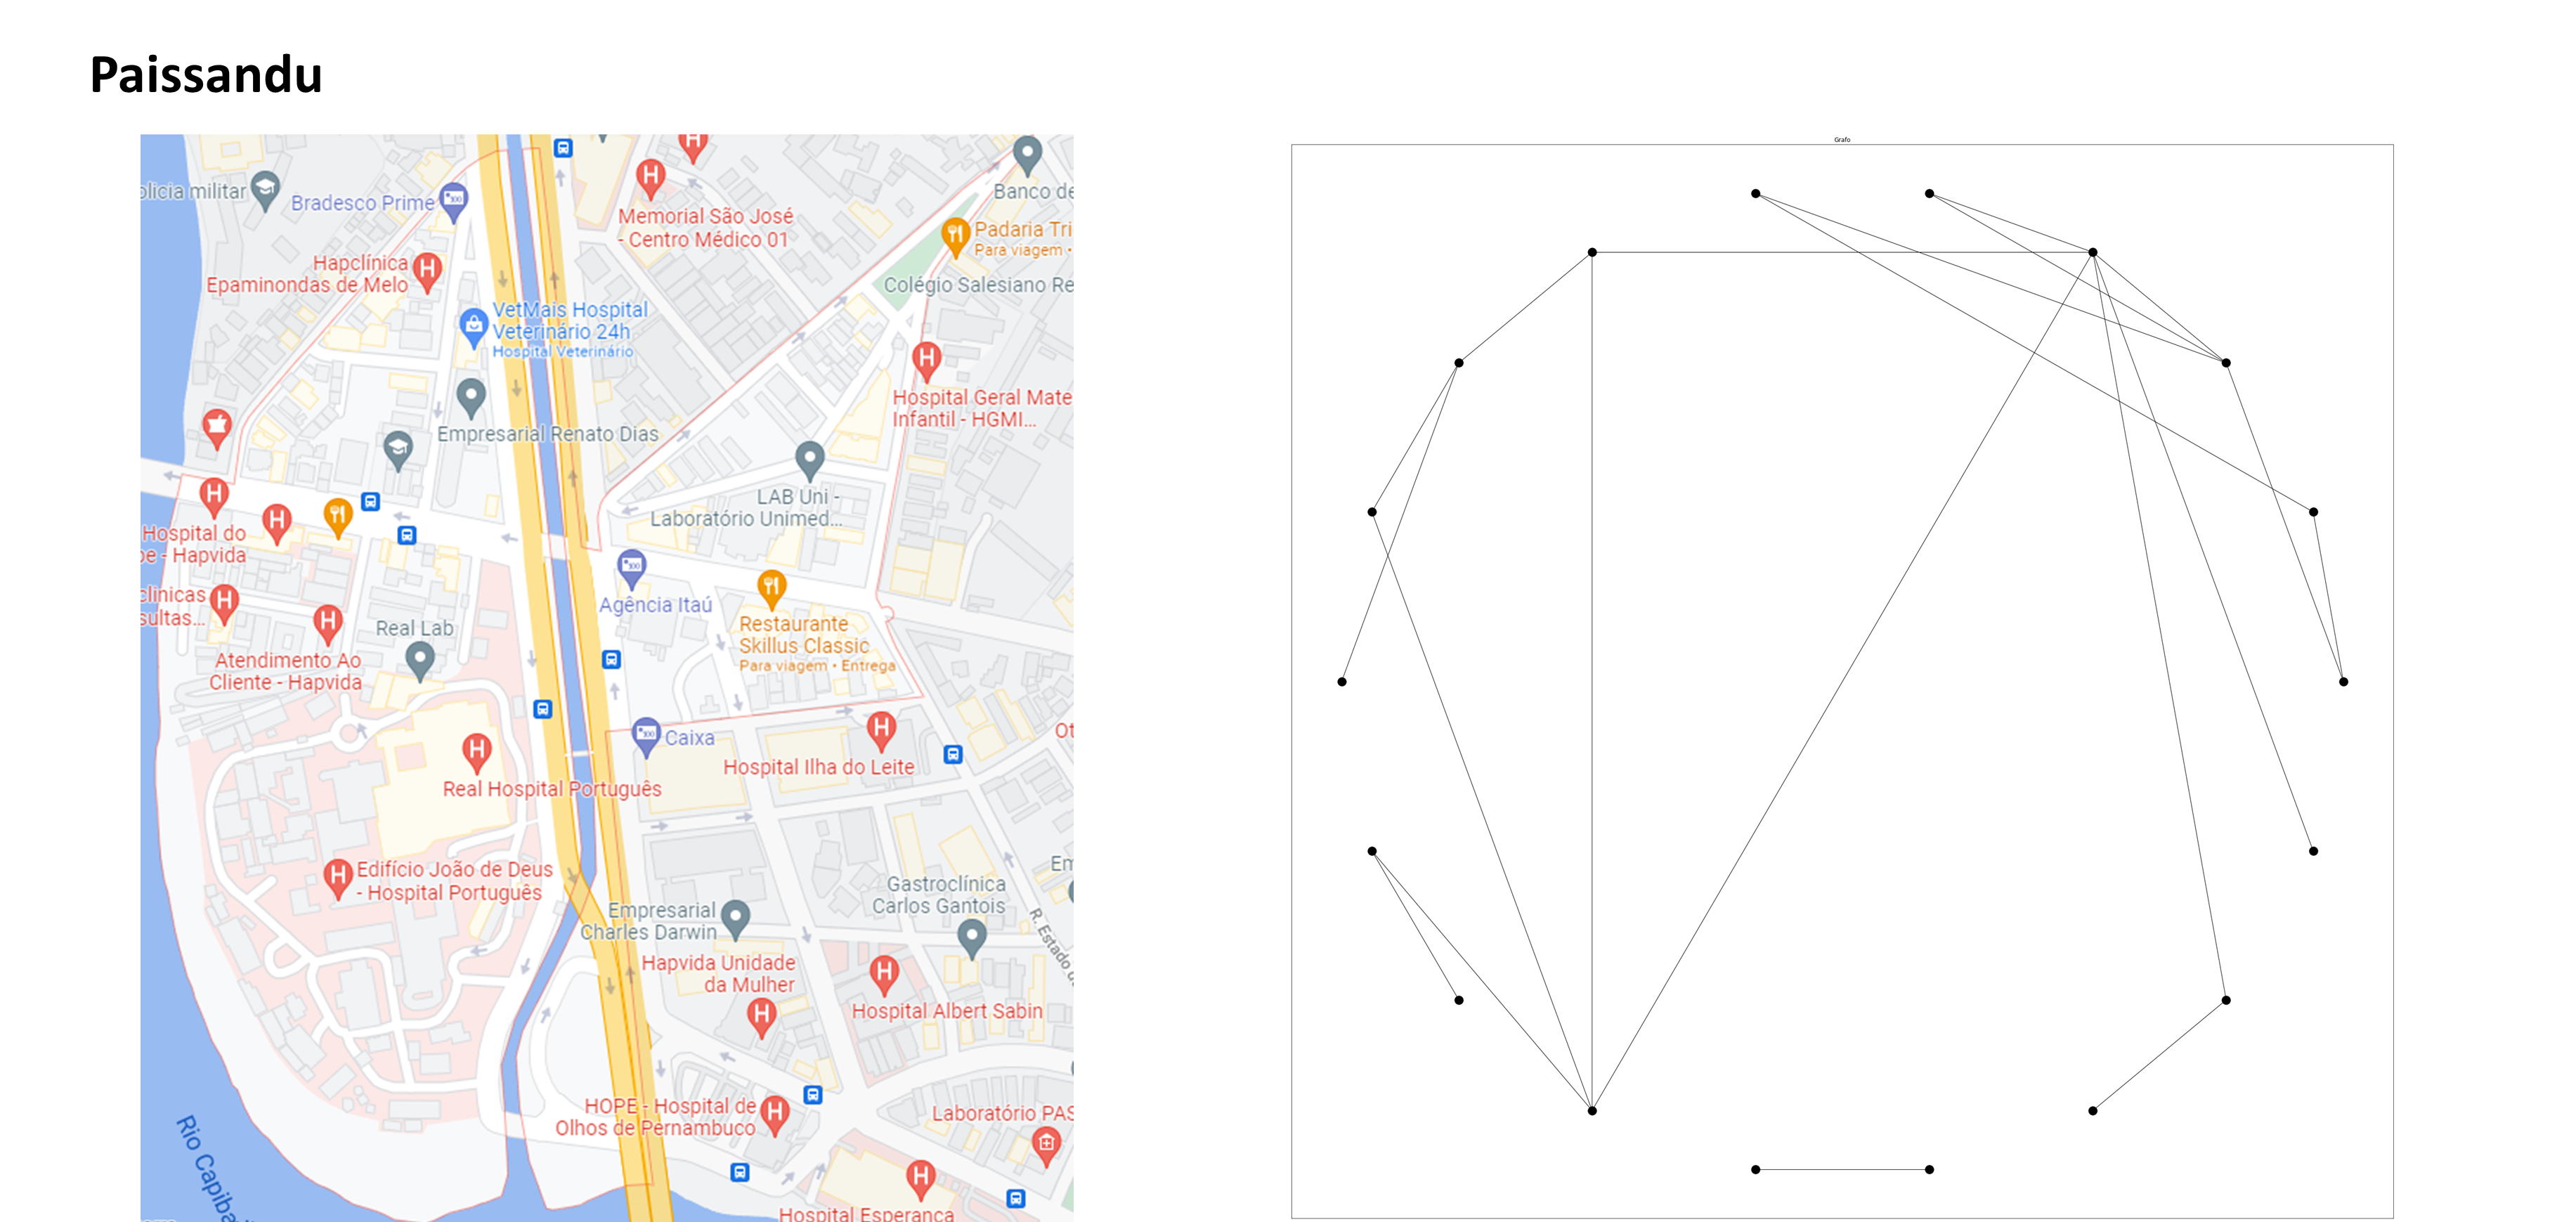 Paissandu
Grafo
olicia militar
Bradesco Prime
Memorial São José
- Centro Médico 01
Banco de
Padaria Tri
Para viagem •
Hapclínica
Epaminondas de Melo
Colégio Salesiano Re
VetMais Hospital
Veterinário 24h
Hospital Veterinário
Hospital Geral Mate
Infantil - HGMI...
Empresarial Renato Dias
LAB Uni -
Laboratório Unimed...
Hospital do
pe - Hapvida
Agência Itaú
clinicas
sultas...
Restaurante
Skillus Classic
Para viagem • Entrega
Real Lab
Atendimento Ao
Cliente - Hapvida
Caixa
Ot
Hospital Ilha do Leite
Real Hospital Português
Edifício João de Deus
- Hospital Português
Em
Gastroclínica
Carlos Gantois
Empresarial
Charles Darwin
R. Estado d
Hapvida Unidade
da Mulher
Hospital Albert Sabin
HOPE - Hospital de
Olhos de Pernambuco
Laboratório PAS
Rio Capiba
Hospital Esperança